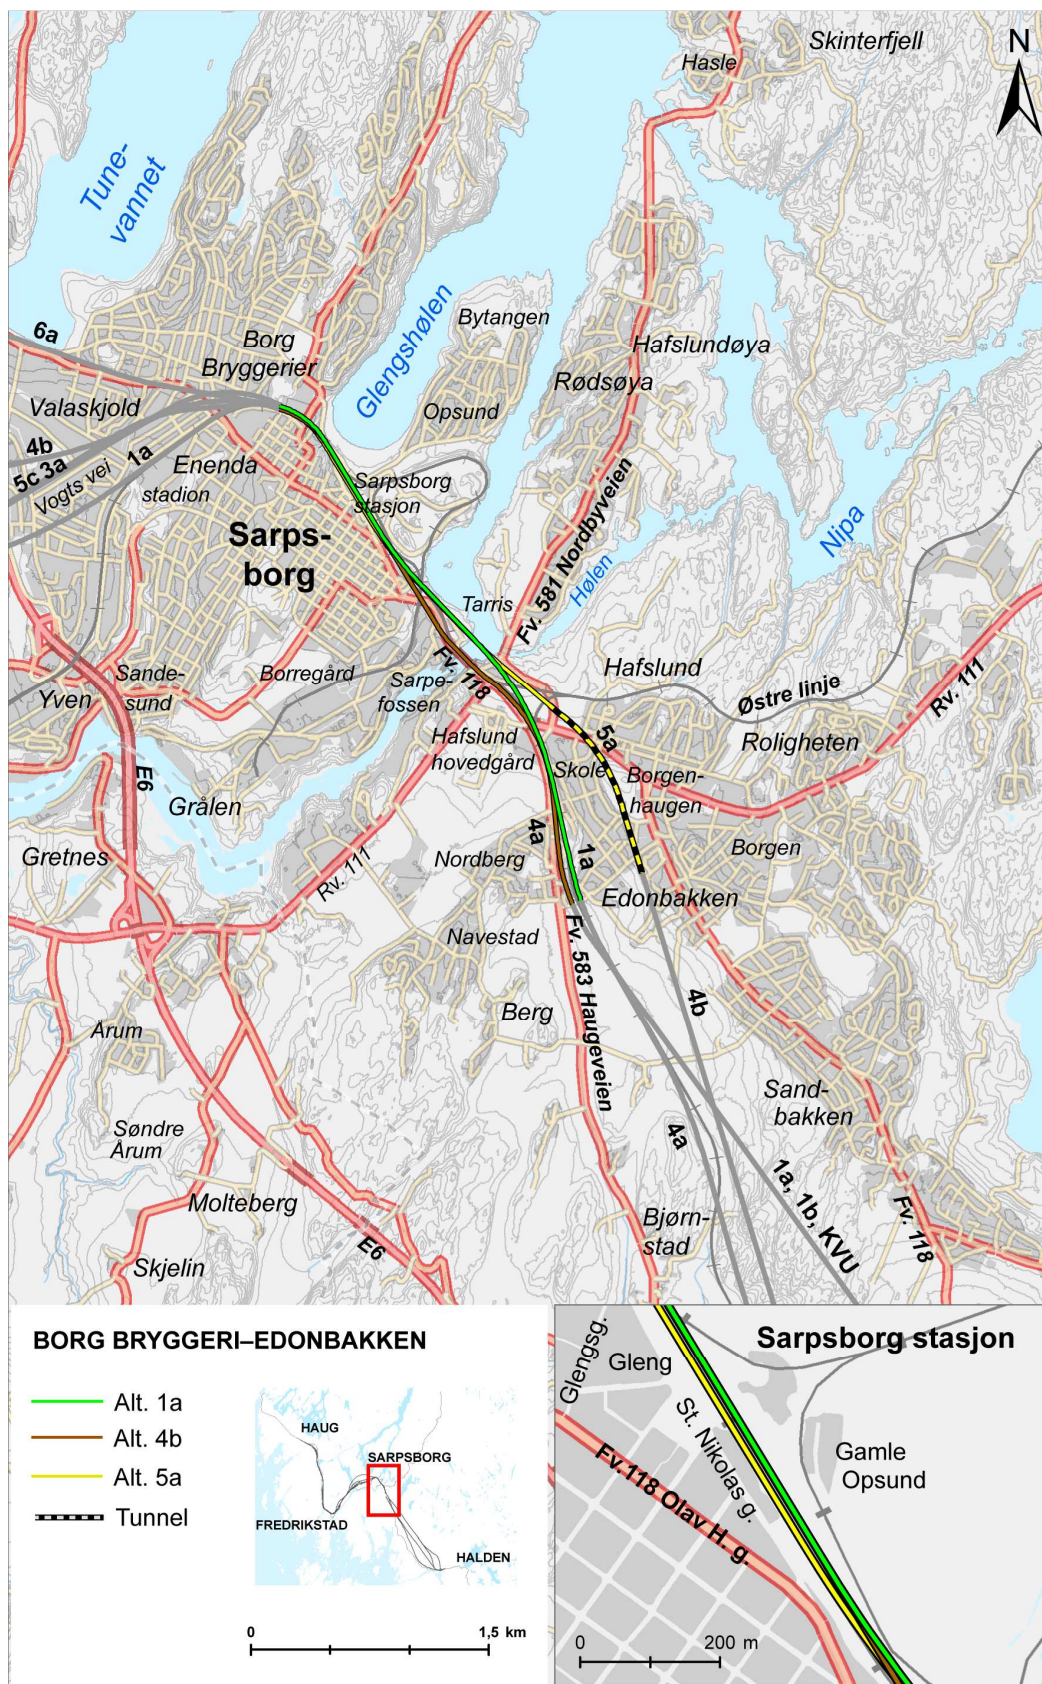 Skinterfjell
Hasle
N
Tune-
vannet
6a
Borg
Bryggerier
Glengshølen
Bytangen
Hafslundøya
Rødsøya
Valaskjold
Opsund
4b
5c 3a
Vogts vei
1a
Enenda
stadion
Sarpsborg
stasjon
Sarps-
borg
Fv. 581 Nordbyveien
Nipa
Hølen
Tarris
Fv. 118
Hafslund
Østre linje
Rv. 111
Yven
Sande-
sund
Borregård
Sarpe-
fossen
Hafslund
hovedgård
5a
Roligheten
Skole
Borgen-
haugen
E6
Grålen
Gretnes
Rv. 111
4a
1a
Nordberg
Borgen
Edonbakken
Navestad
Fv. 583 Haugeveien
Berg
4b
Årum
Sand-
bakken
Søndre
Årum
4a
1a, 1b, KVU
Molteberg
Bjørn-
stad
Fv. 118
E6
Skjelin
BORG BRYGGERI–EDONBAKKEN
Alt. 1a
Alt. 4b
Alt. 5a
Tunnel
HAUG
SARPSBORG
FREDRIKSTAD
HALDEN
0 1,5 km
Sarpsborg stasjon
Glengsg.
Gleng
St. Nikolas g.
Gamle
Opsund
Fv.118 Olav H. g.
0 200 m